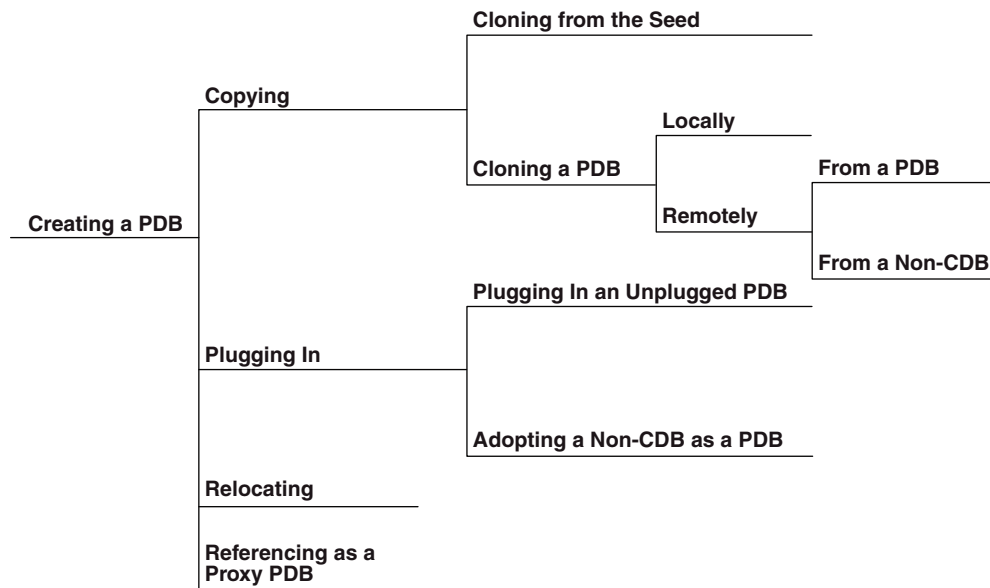 Cloning from the Seed
Copying
Locally
Cloning a PDB
From a PDB
Creating a PDB
Remotely
From a Non-CDB
Plugging In an Unplugged PDB
Plugging In
Adopting a Non-CDB as a PDB
Relocating
Referencing as a
Proxy PDB